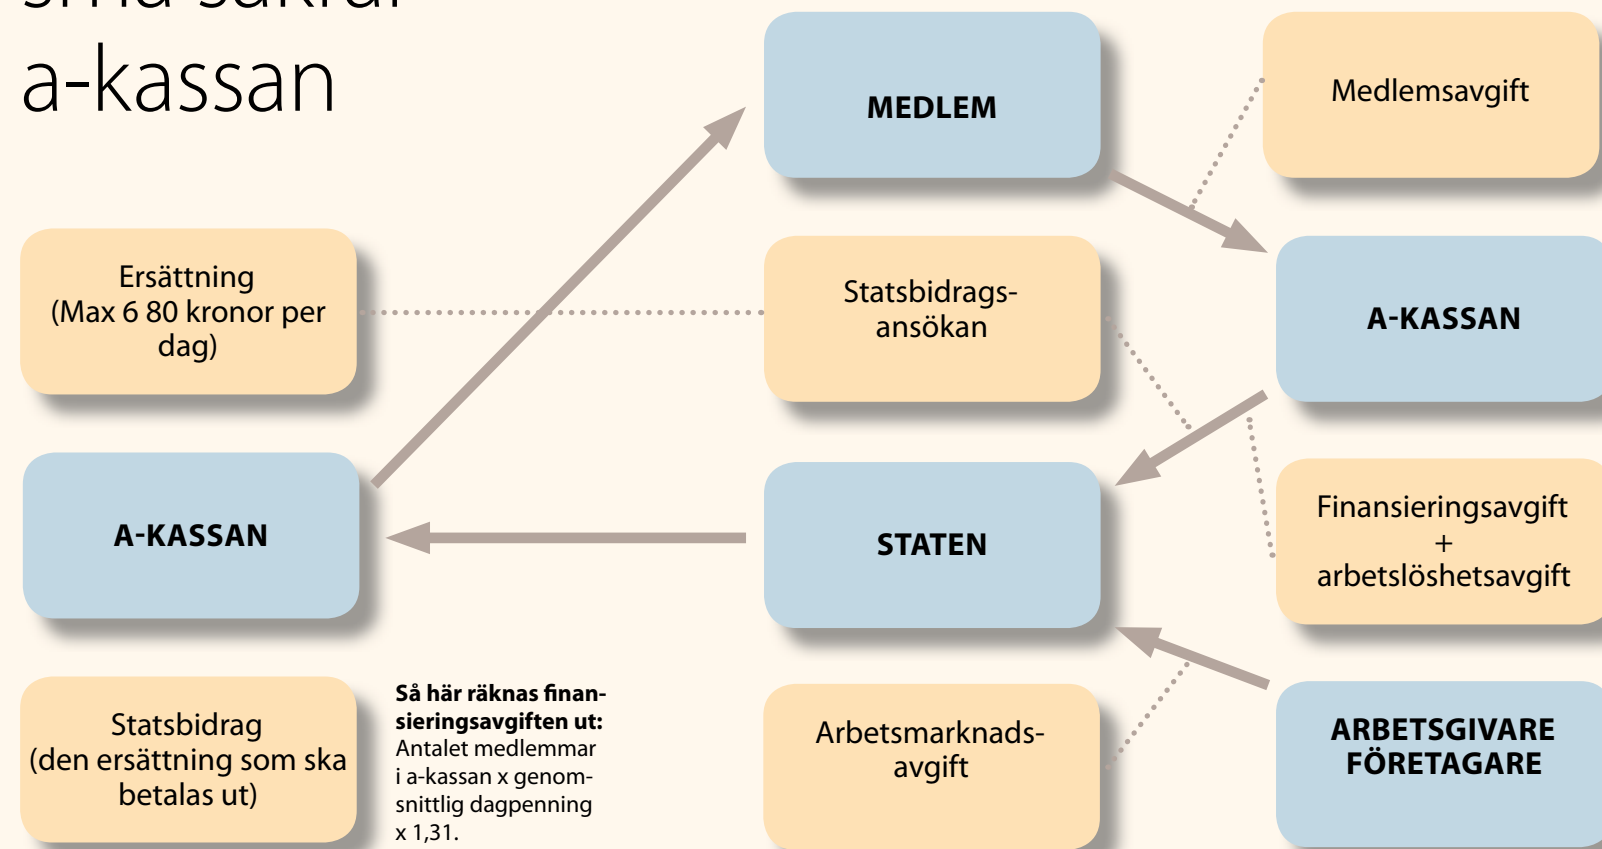 små säkrar
a-kassan
MEDLEM
Medlemsavgift
Ersättning
(Max 6 80 kronor per
dag)
Statsbidrags-
ansökan
A-KASSAN
A-KASSAN
STATEN
Finansieringsavgift
+
arbetslöshetsavgift
Statsbidrag
(den ersättning som ska
betalas ut)
Så här räknas finan-
sieringsavgiften ut:
Antalet medlemmar
i a-kassan x genom-
snittlig dagpenning
x 1,31.
Arbetsmarknads-
avgift
ARBETSGIVARE
FÖRETAGARE